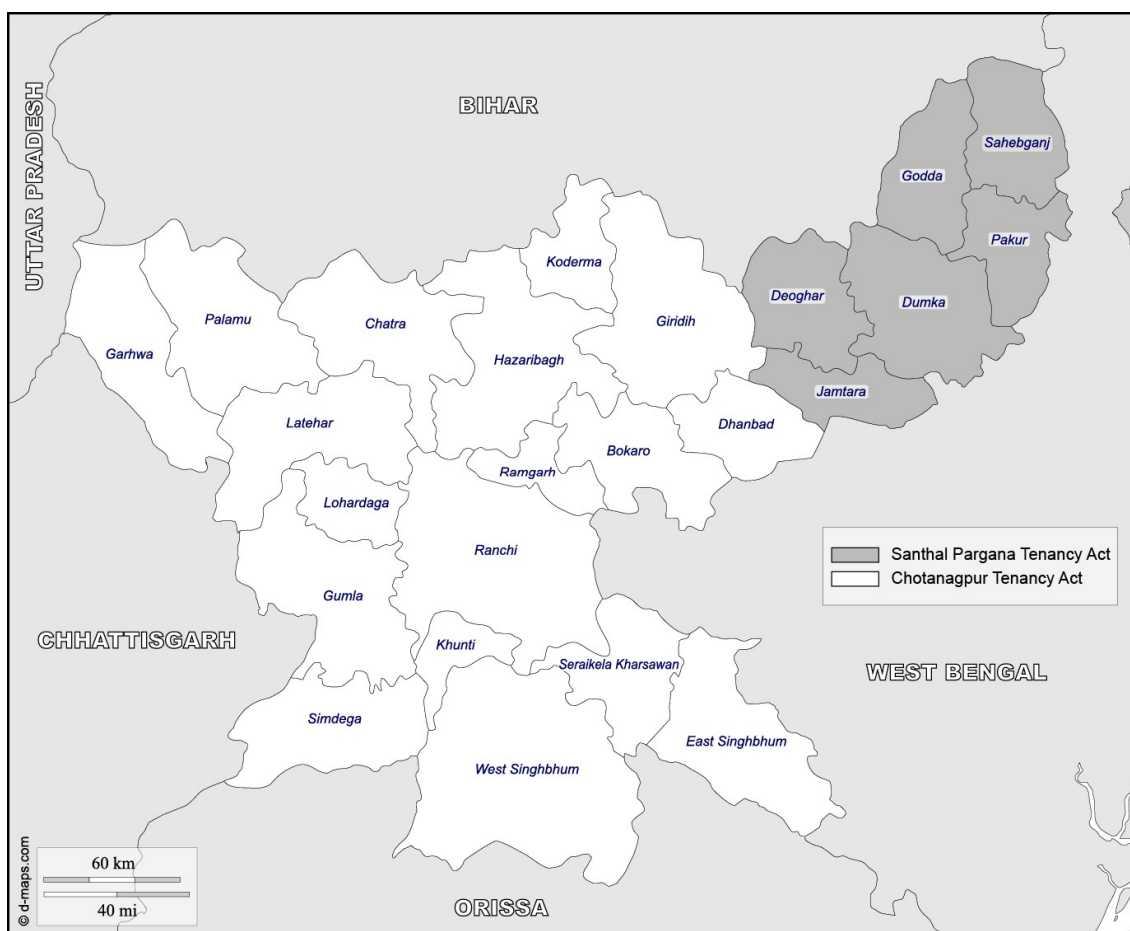 BIHAR
UTTAR PRADESH
Sahebganj
Godda
Pakur
Koderma
Deoghar
Dumka
Palamu
Chatra
Giridih
Garhwa
Hazaribagh
Jamtara
Latehar
Dhanbad
Bokaro
Ramgarh
Lohardaga
Ranchi
Santhal Pargana Tenancy Act
Chotanagpur Tenancy Act
Gumla
CHHATTISGARH
Khunti
Seraikela Kharsawan
WEST BENGAL
Simdega
East Singhbhum
West Singhbhum
60 km
40 mi
ORISSA
© d-maps.com